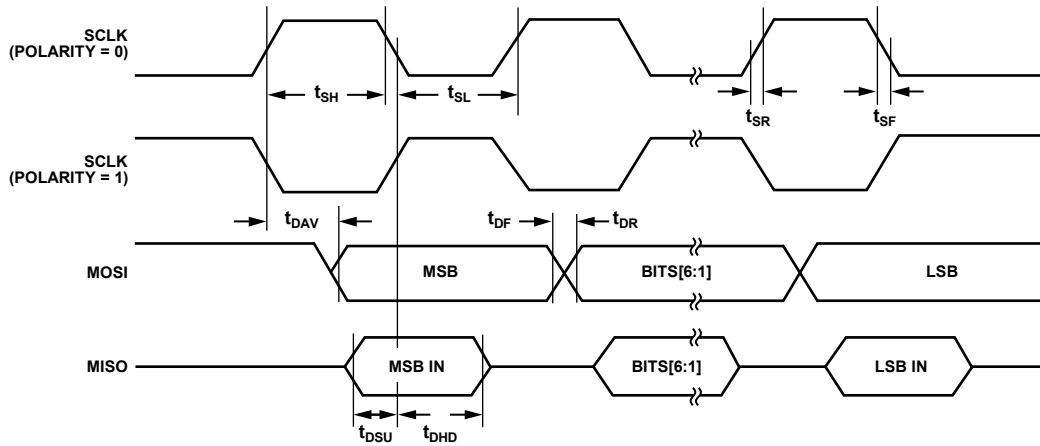 SCLK
(POLARITY = 0)
tSH
tSL
tSR
tSF
SCLK
(POLARITY = 1)
tDAV
tDF
tDR
MOSI
MSB
BITS[6:1]
LSB
MISO
MSB IN
BITS[6:1]
LSB IN
tDSU
tDHD